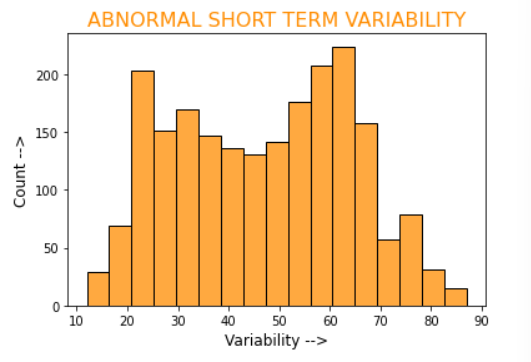 ABNORMAL SHORT TERM VARIABILITY
Count -->
200
150
100
50
0
10 20 30 40 50 60 70 80 90
Variability -->